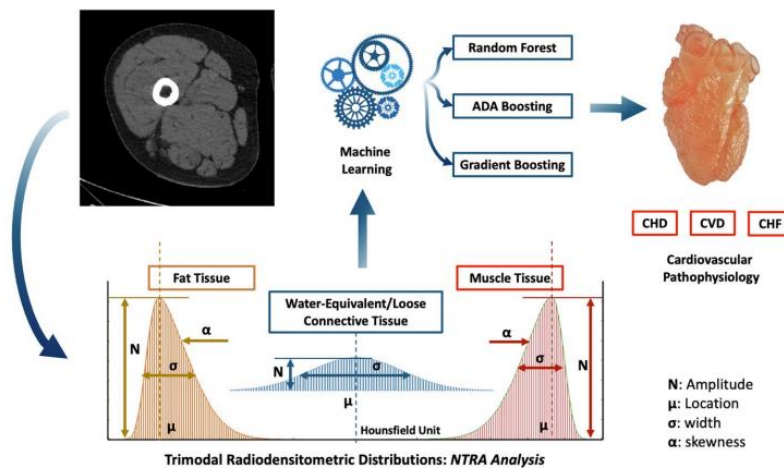 Random Forest
ADA Boosting
Gradient Boosting
Machine
Learning
CHD
CVD
CHF
Cardiovascular
Pathophysiology
Fat Tissue
Water-Equivalent/Loose
Connective Tissue
Muscle Tissue
N
α
σ
μ
N
σ
μ
α
σ
N
μ
Hounsfield Unit
N: Amplitude
μ: Location
σ: width
α: skewness
Trimodal Radiodensitometric Distributions: NTRA Analysis